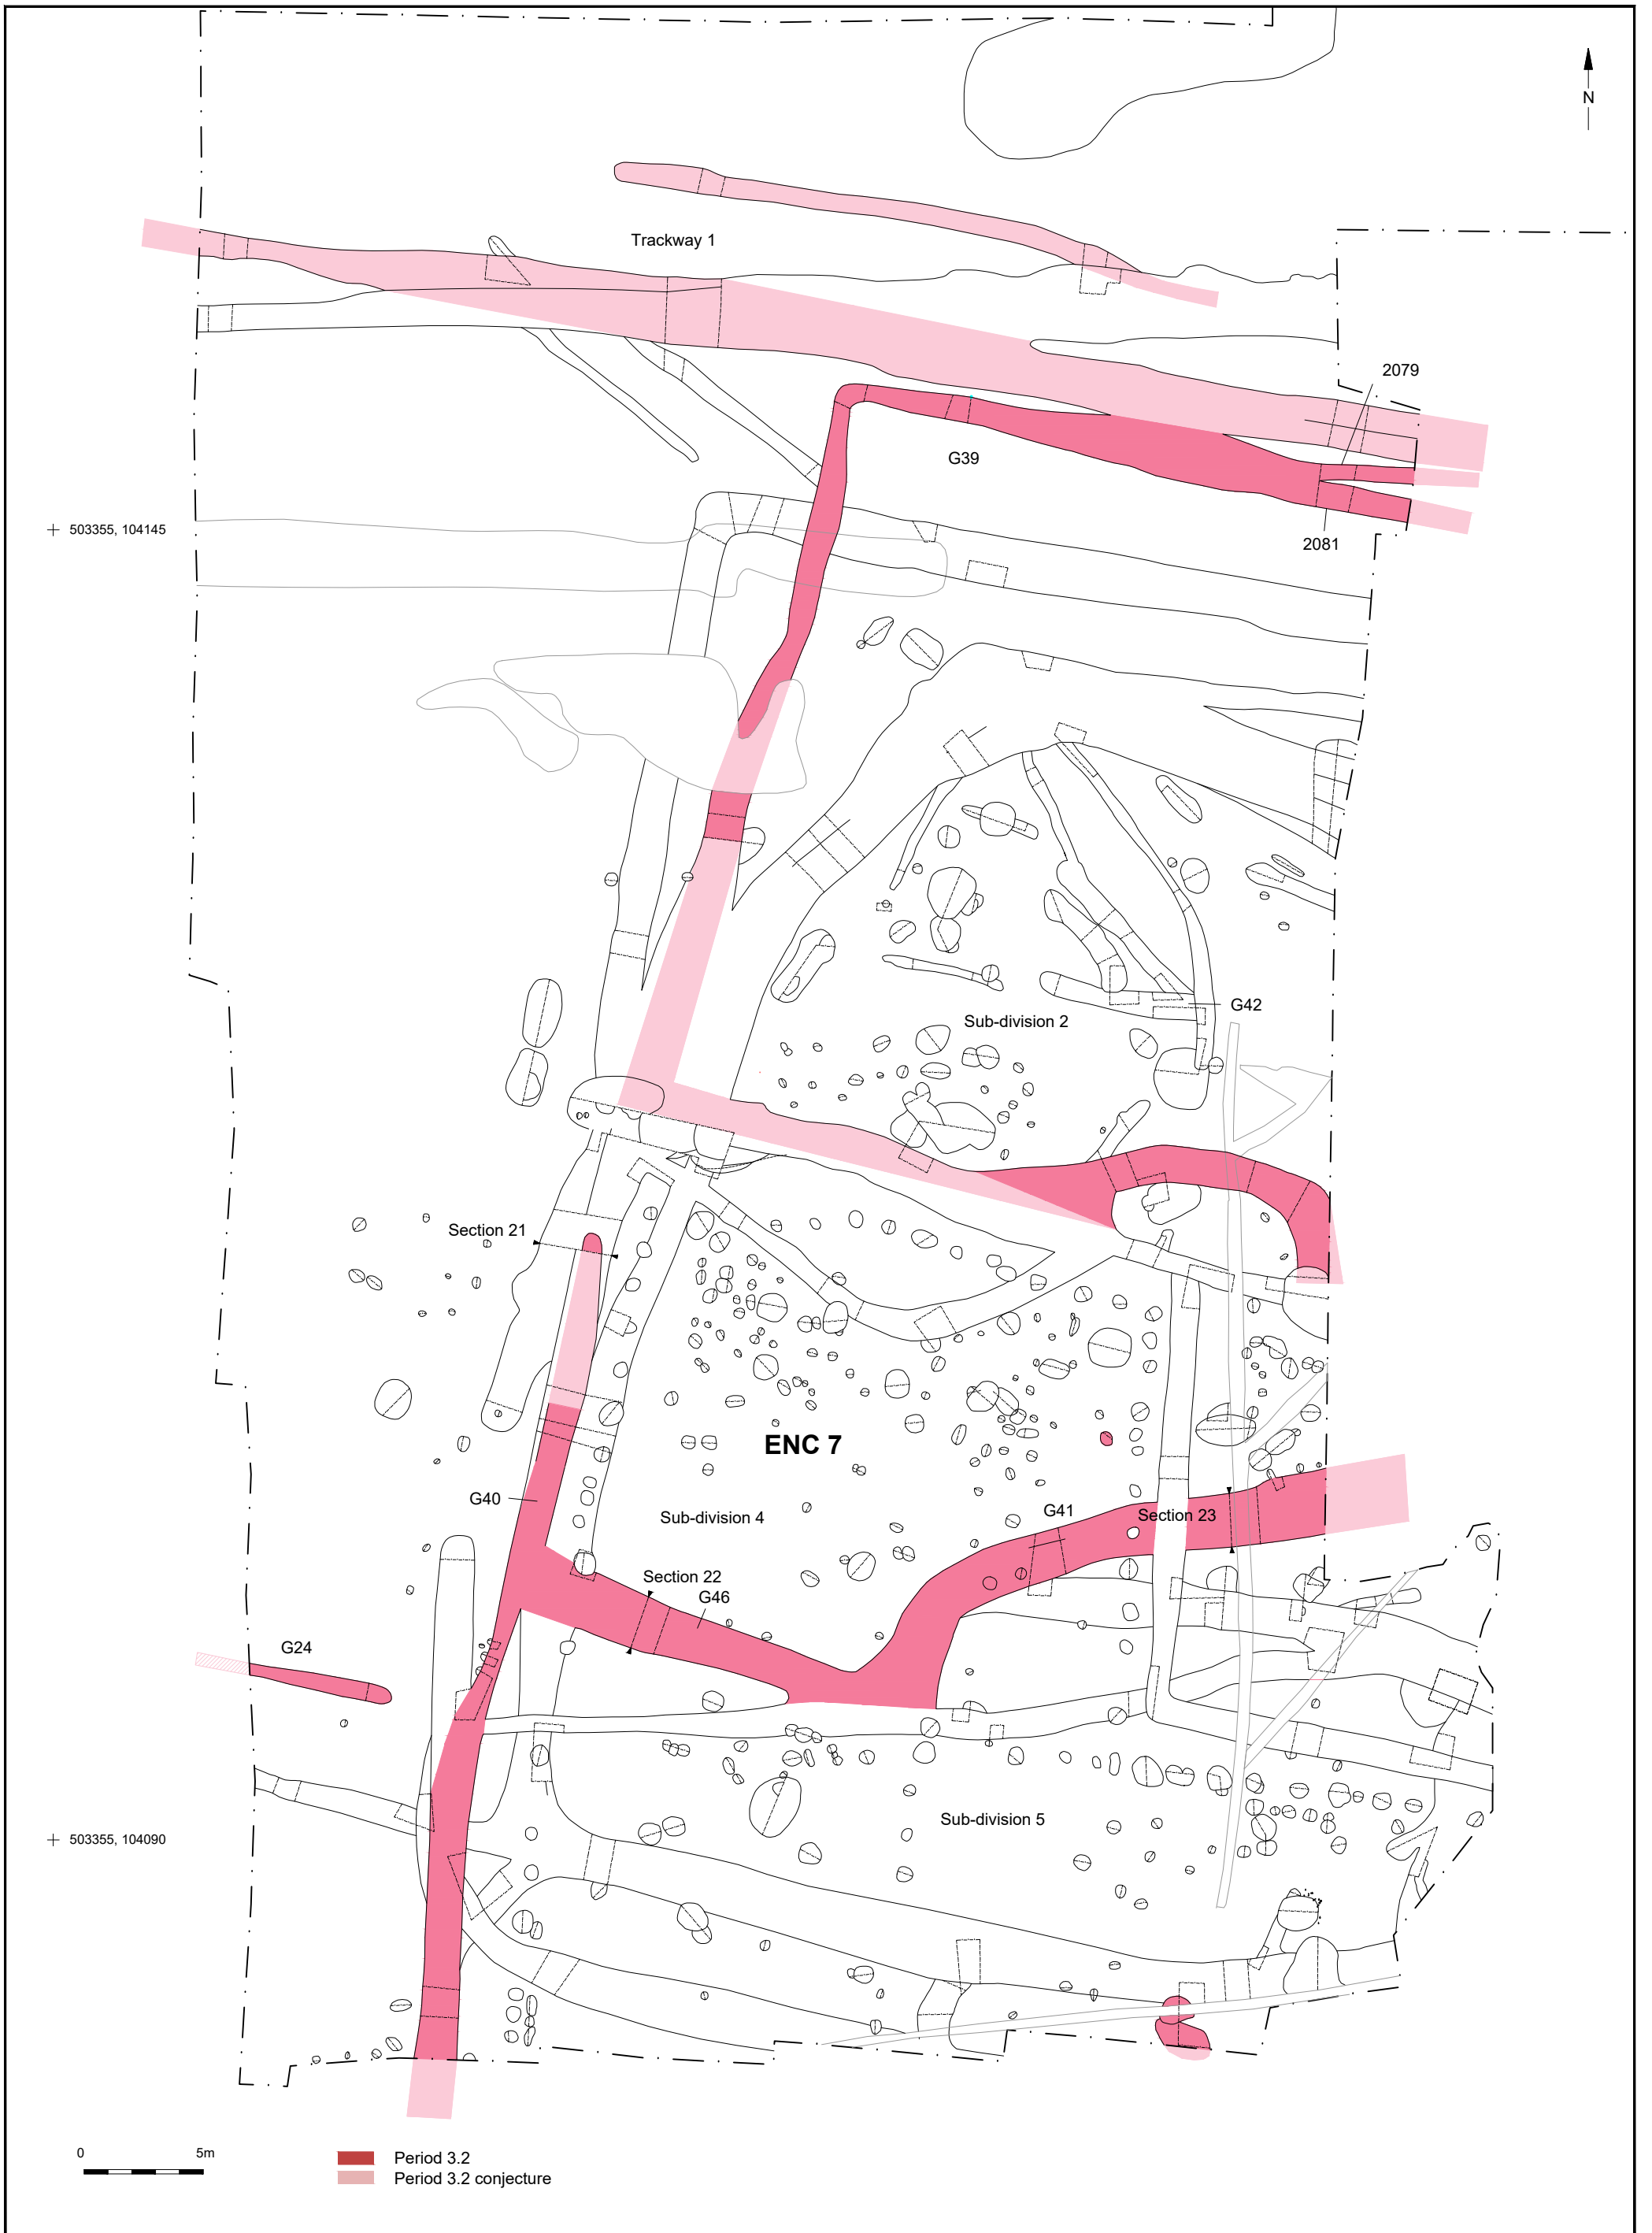 N
Trackway 1
2079
G39
503355, 104145
2081
G42
Sub-division 2
Section 21
ENC 7
G40
G41
Section 23
Sub-division 4
Section 22
G46
G24
Sub-division 5
503355, 104090
0 5m
Period 3.2
Period 3.2 conjecture